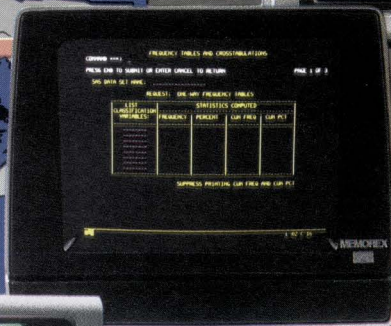 FREQUENCY TABLES AND CROSSTABULATIONS
COMMAND ===>
PRESS END TO SUBMIT OR ENTER CANCEL TO RETURN PAGE 1 OF 3
SAS DATA SET NAME:
REQUEST: ONE-WAY FREQUENCY TABLES
LIST CLASSIFICATION VARIABLES:
STATISTICS COMPUTED
FREQUENCY PERCENT CUM FREQ CUM PCT
SUPPRESS PRINTING CUM FREQ AND CUM PCT
MEMOREX